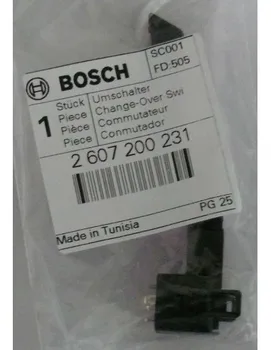 BOSCH
SC001
FD 505
1
Stück Umschalter
Piece Change-Over Swi
Pièce Commutateur
Pieza Conmutador
2 607 200 231
PG 25
Made in Tunisia